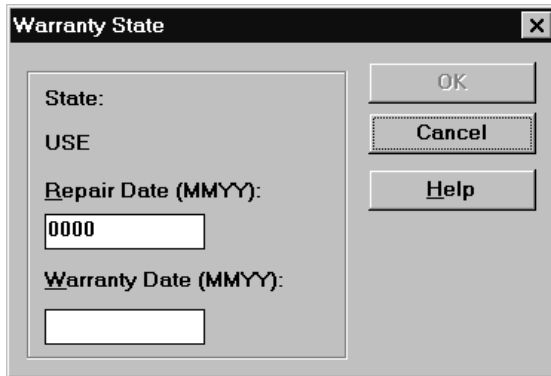 Warranty State
State:
USE
Repair Date (MMYY):
0000
Warranty Date (MMYY):
OK
Cancel
Help